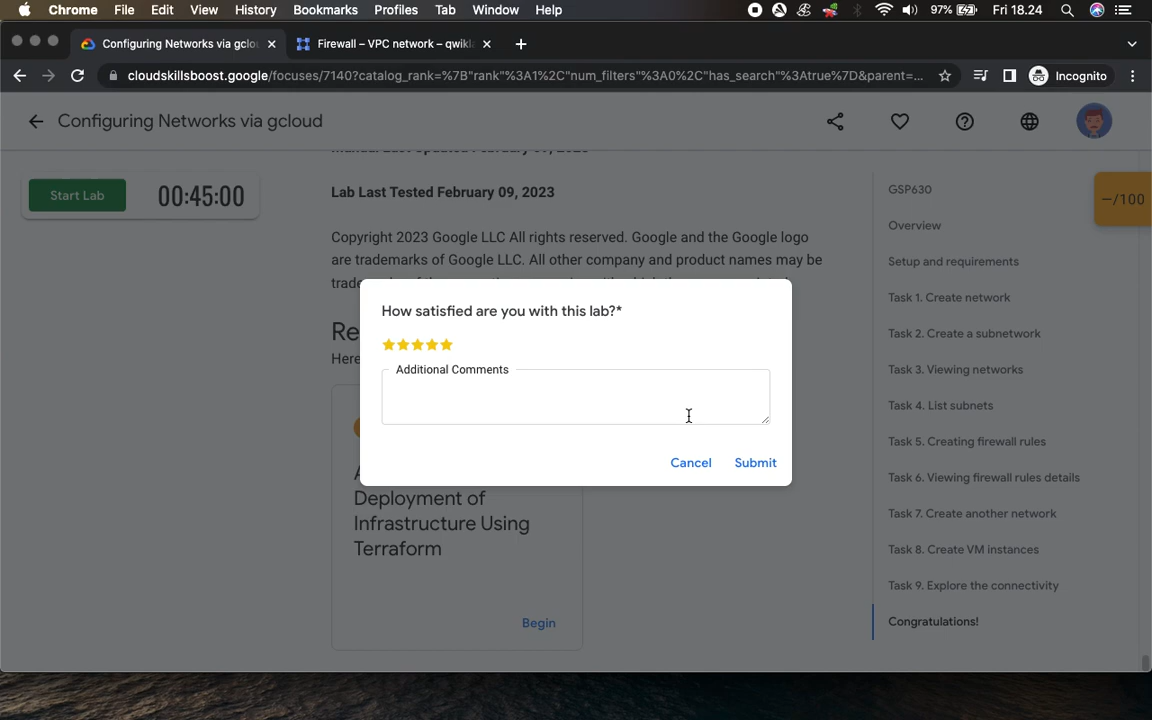 Chrome File Edit View History Bookmarks Profiles Tab Window Help 97% Fri 18.24
Configuring Networks via gclo
Firewall – VPC network – qwikl
cloudskillsboost.google/focuses/7140?catalog_rank=%7B"rank"%3A1%2C"num_filters"%3A0%2C"has_search"%3Atrue%7D&parent=...
Incognito
Configuring Networks via gcloud
Start Lab
00:45:00
Lab Last Tested February 09, 2023
Copyright 2023 Google LLC All rights reserved. Google and the Google logo
are trademarks of Google LLC. All other company and product names may be
trade
Re
Here
How satisfied are you with this lab?*
Additional Comments
Cancel
Submit
A
Deployment of
Infrastructure Using
Terraform
Begin
GSP630
Overview
Setup and requirements
Task 1. Create network
Task 2. Create a subnetwork
Task 3. Viewing networks
Task 4. List subnets
Task 5. Creating firewall rules
Task 6. Viewing firewall rules details
Task 7. Create another network
Task 8. Create VM instances
Task 9. Explore the connectivity
Congratulations!
—/100